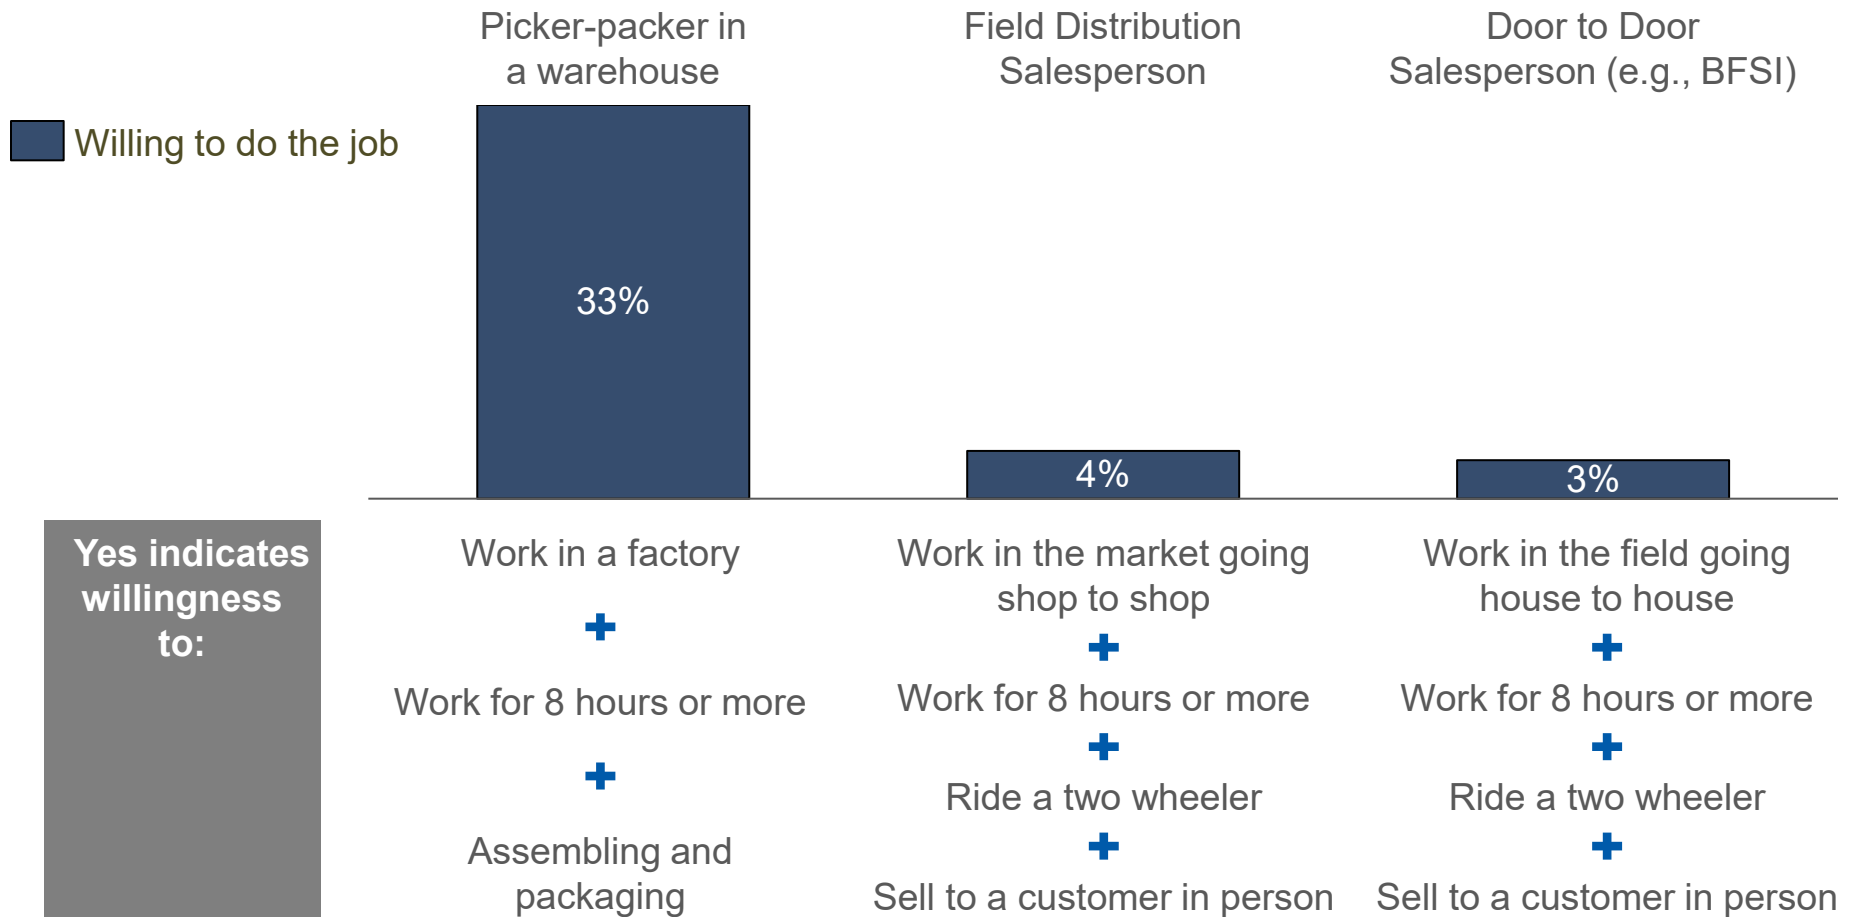 Picker-packer in
a warehouse
Field Distribution
Salesperson
Door to Door
Salesperson (e.g., BFSI)
Willing to do the job
33%
4%
3%
Yes indicates
willingness
to:
Work in a factory
+
Work for 8 hours or more
+
Assembling and
packaging
Work in the market going
shop to shop
+
Work for 8 hours or more
+
Ride a two wheeler
+
Sell to a customer in person
Work in the field going
house to house
+
Work for 8 hours or more
+
Ride a two wheeler
+
Sell to a customer in person